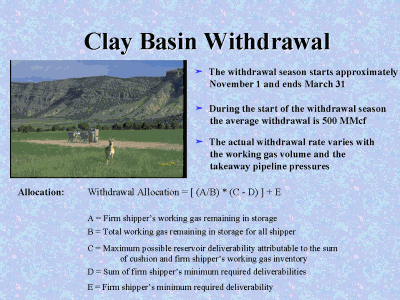 Clay Basin Withdrawal
➢ The withdrawal season starts approximately
November 1 and ends March 31
➢ During the start of the withdrawal season
the average withdrawal is 500 MMcf
➢ The actual withdrawal rate varies with
the working gas volume and the
takeaway pipeline pressures
Allocation: Withdrawal Allocation = [ (A/B) * (C - D) ] + E
A = Firm shipper's working gas remaining in storage
B = Total working gas remaining in storage for all shipper
C = Maximum possible reservoir deliverability attributable to the sum
of cushion and firm shipper's working gas inventory
D = Sum of firm shipper's minimum required deliverabilities
E = Firm shipper's minimum required deliverability